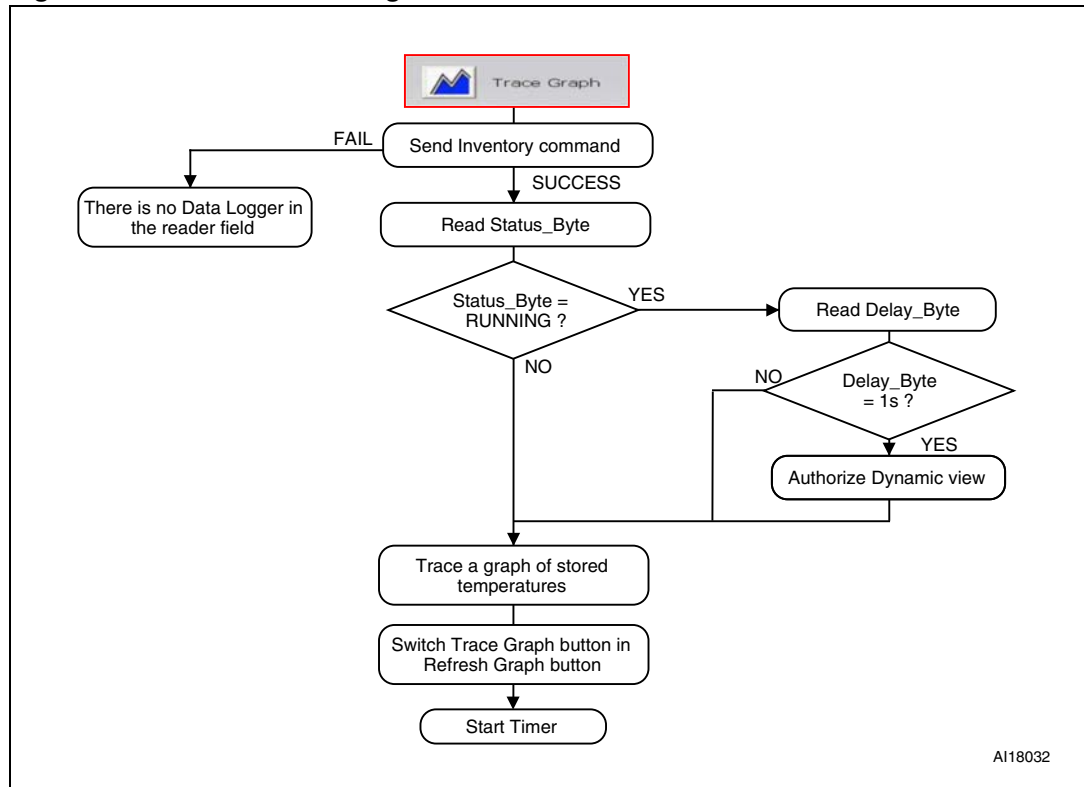 Trace Graph
Send Inventory command
FAIL
SUCCESS
There is no Data Logger in
the reader field
Read Status_Byte
Status_Byte =
RUNNING ?
YES
Read Delay_Byte
NO
NO
Delay_Byte
= 1s ?
YES
Authorize Dynamic view
Trace a graph of stored
temperatures
Switch Trace Graph button in
Refresh Graph button
Start Timer
AI18032